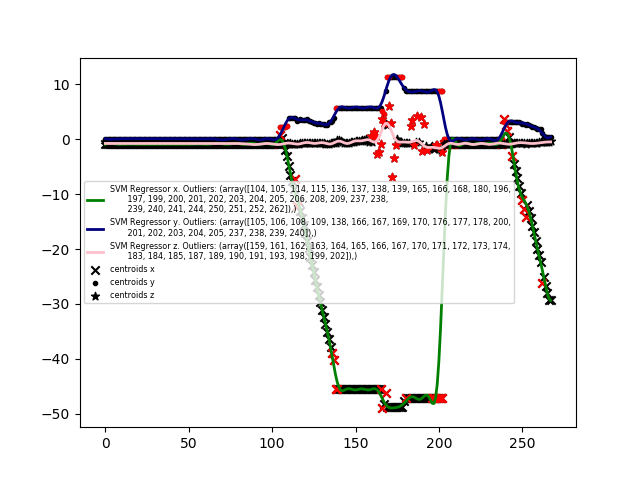 10
0
−10
−20
−30
−40
−50
SVM Regressor x. Outliers: (array([104, 105, 114, 115, 136, 137, 138, 139, 165, 166, 168, 180, 196,
197, 199, 200, 201, 202, 203, 204, 205, 206, 208, 209, 237, 238,
239, 240, 241, 244, 250, 251, 252, 262]),)
SVM Regressor y. Outliers: (array([105, 106, 108, 109, 138, 166, 167, 169, 170, 176, 177, 178, 200,
201, 202, 203, 204, 205, 237, 238, 239, 240]),)
SVM Regressor z. Outliers: (array([159, 161, 162, 163, 164, 165, 166, 167, 170, 171, 172, 173, 174,
183, 184, 185, 187, 189, 190, 191, 193, 198, 199, 202]),)
centroids x
centroids y
centroids z
0 50 100 150 200 250